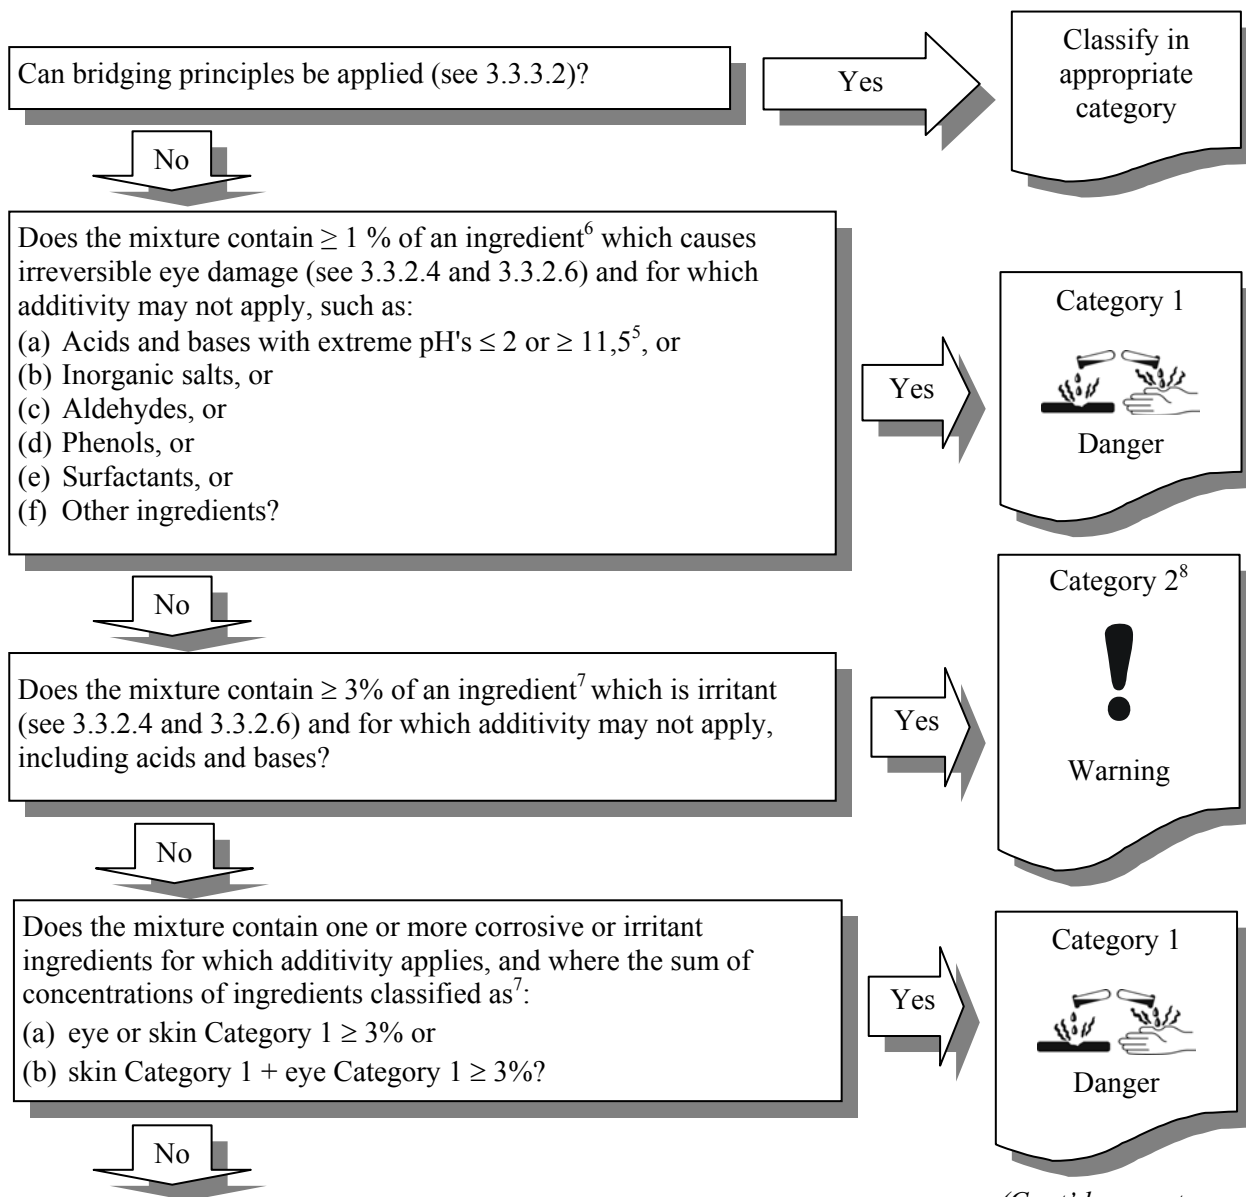 Can bridging principles be applied (see 3.3.3.2)?
Yes
Classify in
appropriate
category
No
Does the mixture contain ≥ 1 % of an ingredient⁶ which causes
irreversible eye damage (see 3.3.2.4 and 3.3.2.6) and for which
additivity may not apply, such as:
(a) Acids and bases with extreme pH's ≤ 2 or ≥ 11,5⁵, or
(b) Inorganic salts, or
(c) Aldehydes, or
(d) Phenols, or
(e) Surfactants, or
(f) Other ingredients?
Yes
Category 1
Danger
No
Does the mixture contain ≥ 3% of an ingredient⁷ which is irritant
(see 3.3.2.4 and 3.3.2.6) and for which additivity may not apply,
including acids and bases?
Yes
Category 2⁸
Warning
No
Does the mixture contain one or more corrosive or irritant
ingredients for which additivity applies, and where the sum of
concentrations of ingredients classified as⁷:
(a) eye or skin Category 1 ≥ 3% or
(b) skin Category 1 + eye Category 1 ≥ 3%?
Yes
Category 1
Danger
No